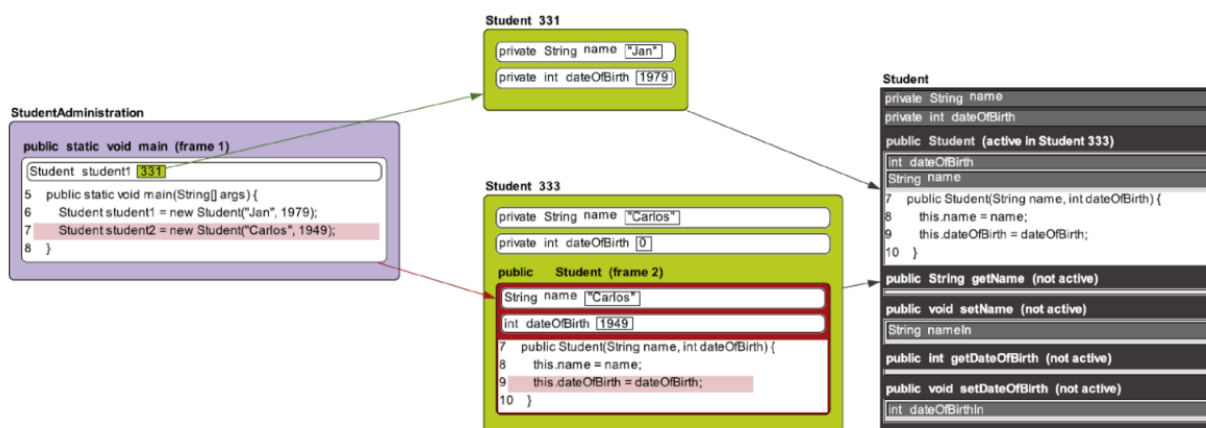 StudentAdministration
public static void main (frame 1)
Student student1 331
5 public static void main(String[] args) {
6 Student student1 = new Student("Jan", 1979);
7 Student student2 = new Student("Carlos", 1949);
8 }
Student 331
private String name "Jan"
private int dateOfBirth 1979
Student 333
private String name "Carlos"
private int dateOfBirth 0
public Student (frame 2)
String name "Carlos"
int dateOfBirth 1949
7 public Student(String name, int dateOfBirth) {
8 this.name = name;
9 this.dateOfBirth = dateOfBirth;
10 }
Student
private String name
private int dateOfBirth
public Student (active in Student 333)
int dateOfBirth
String name
7 public Student(String name, int dateOfBirth) {
8 this.name = name;
9 this.dateOfBirth = dateOfBirth;
10 }
public String getName (not active)
public void setName (not active)
String nameIn
public int getDateOfBirth (not active)
public void setDateOfBirth (not active)
int dateOfBirthIn